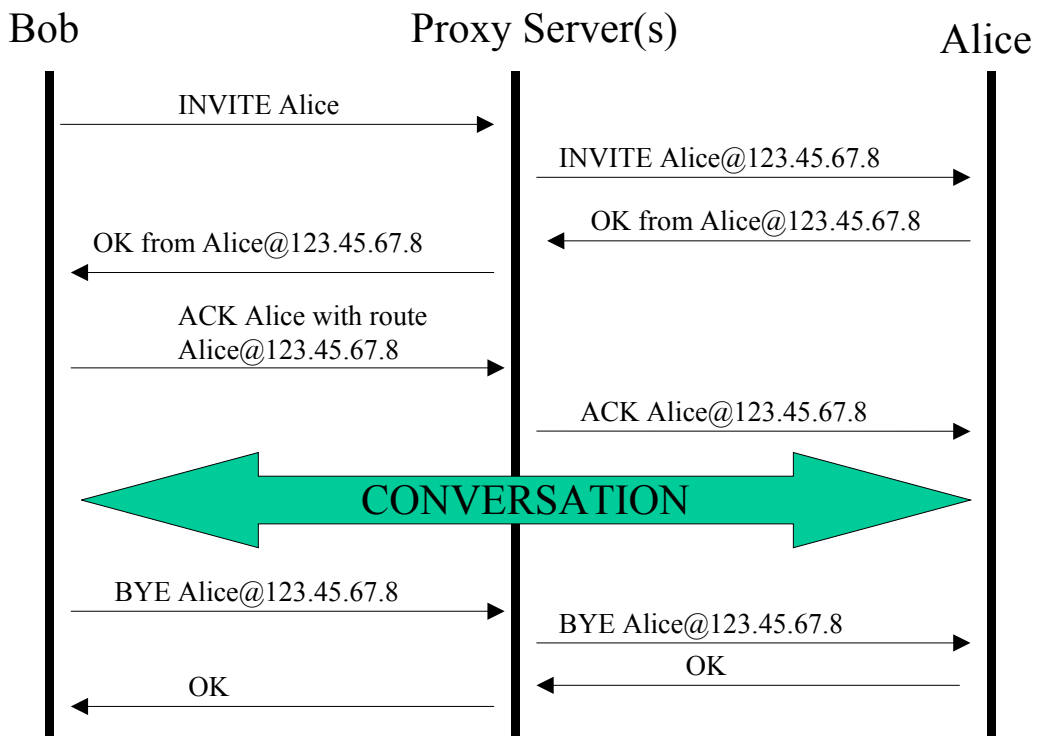 Bob
Proxy Server(s)
Alice
INVITE Alice
INVITE Alice@123.45.67.8
OK from Alice@123.45.67.8
OK from Alice@123.45.67.8
ACK Alice with route
Alice@123.45.67.8
ACK Alice@123.45.67.8
CONVERSATION
BYE Alice@123.45.67.8
BYE Alice@123.45.67.8
OK
OK